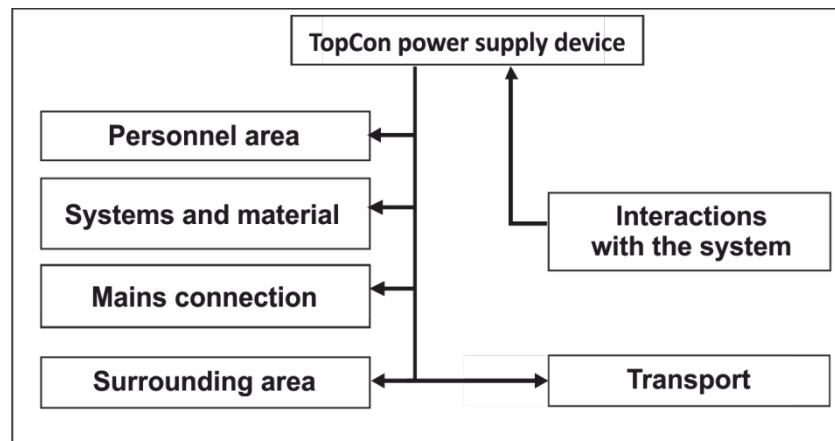 TopCon power supply device
Personnel area
Systems and material
Interactions
with the system
Mains connection
Surrounding area
Transport